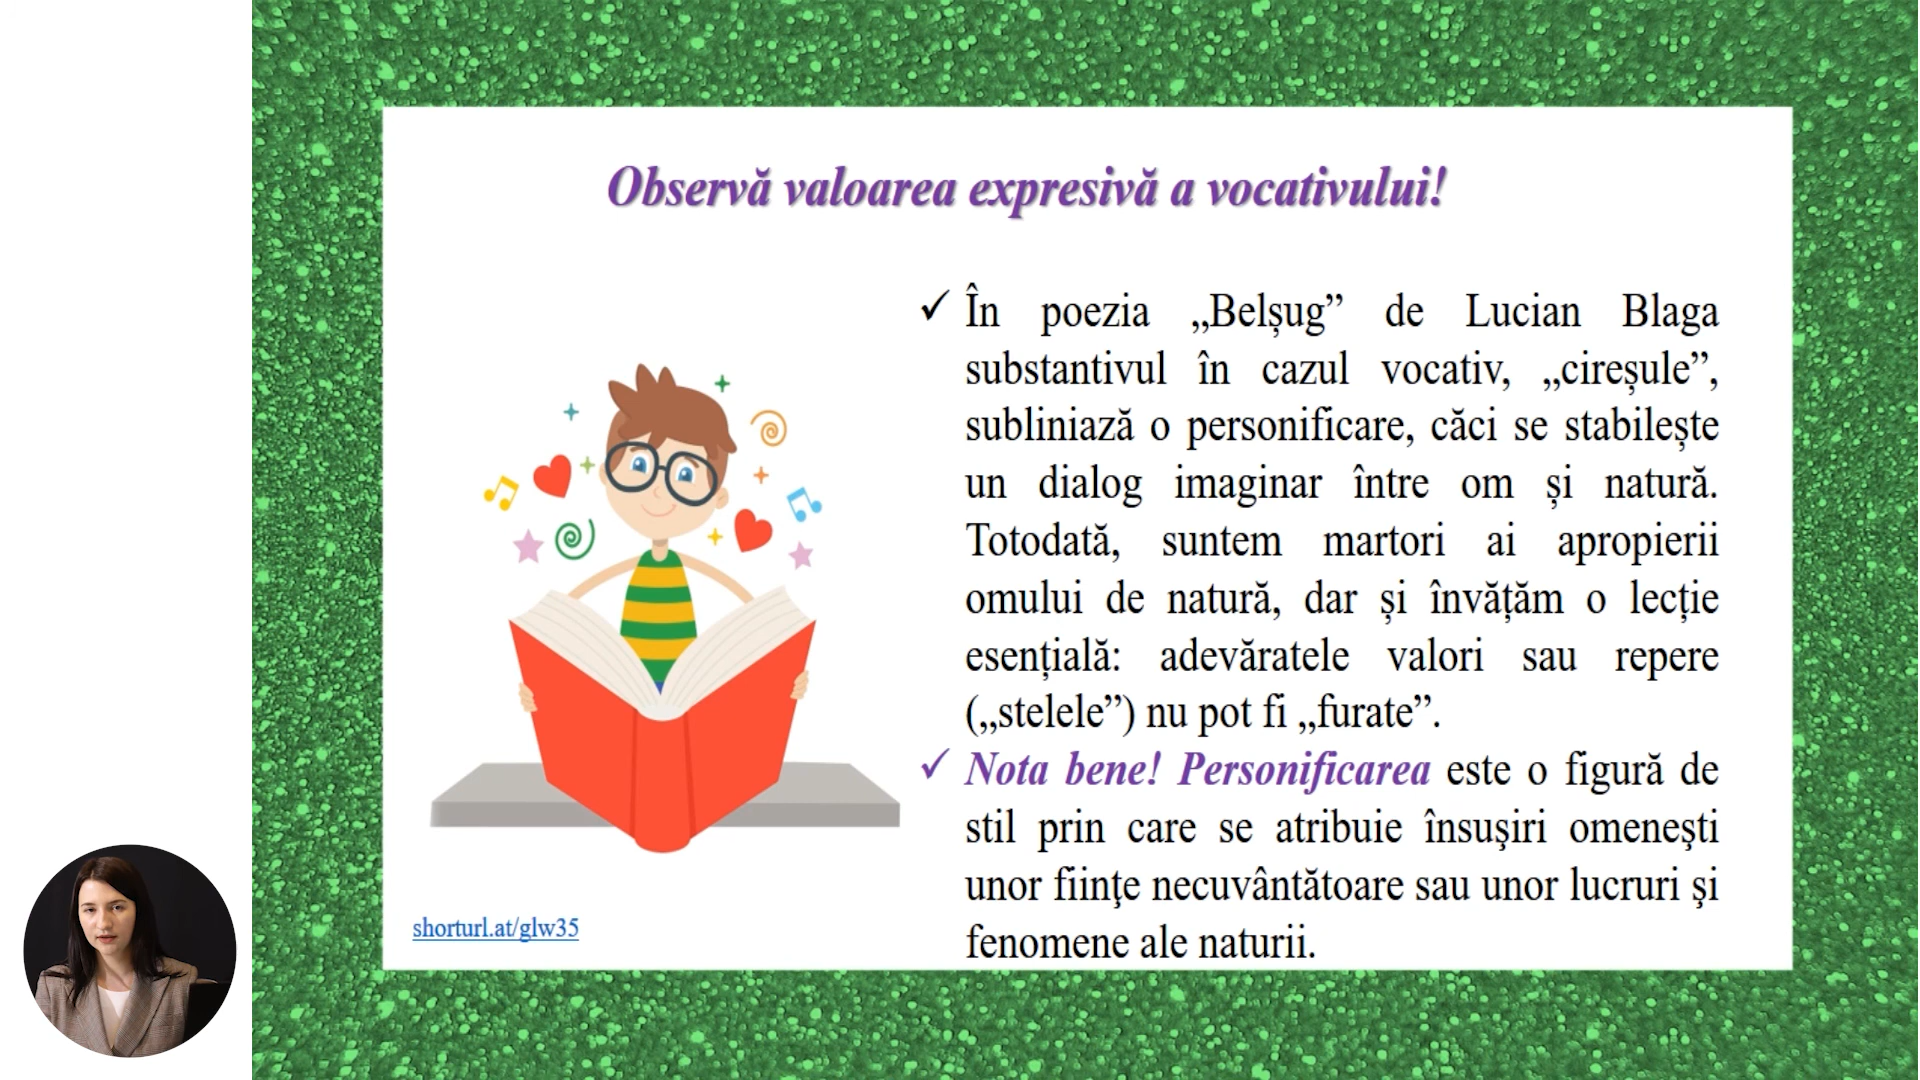 Observă valoarea expresivă a vocativului!
✓ În poezia „Belșug” de Lucian Blaga
substantivul în cazul vocativ, „cireșule”,
subliniază o personificare, căci se stabilește
un dialog imaginar între om și natură.
Totodată, suntem martori ai apropierii
omului de natură, dar și învățăm o lecție
esențială: adevăratele valori sau repere
(„stelele”) nu pot fi „furate”.
✓ Nota bene! Personificarea este o figură de
stil prin care se atribuie însuşiri omeneşti
unor fiinţe necuvântătoare sau unor lucruri şi
fenomene ale naturii.
shorturl.at/glw35